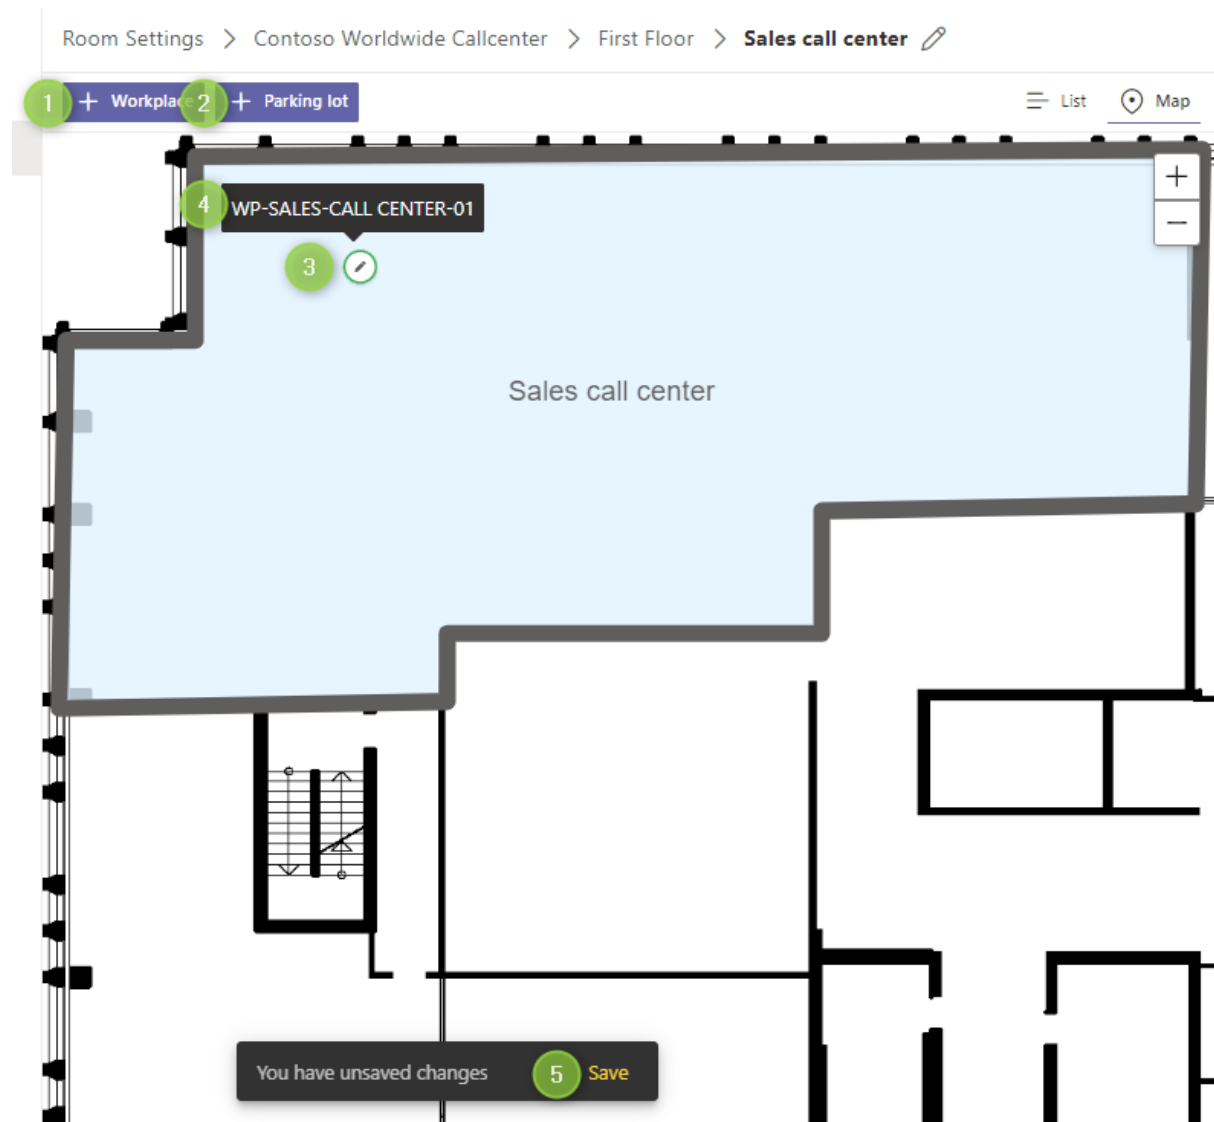 Room Settings > Contoso Worldwide Callcenter > First Floor > Sales call center
1 + Workplace 2 + Parking lot List Map
4 WP-SALES-CALL CENTER-01
3
Sales call center
You have unsaved changes 5 Save